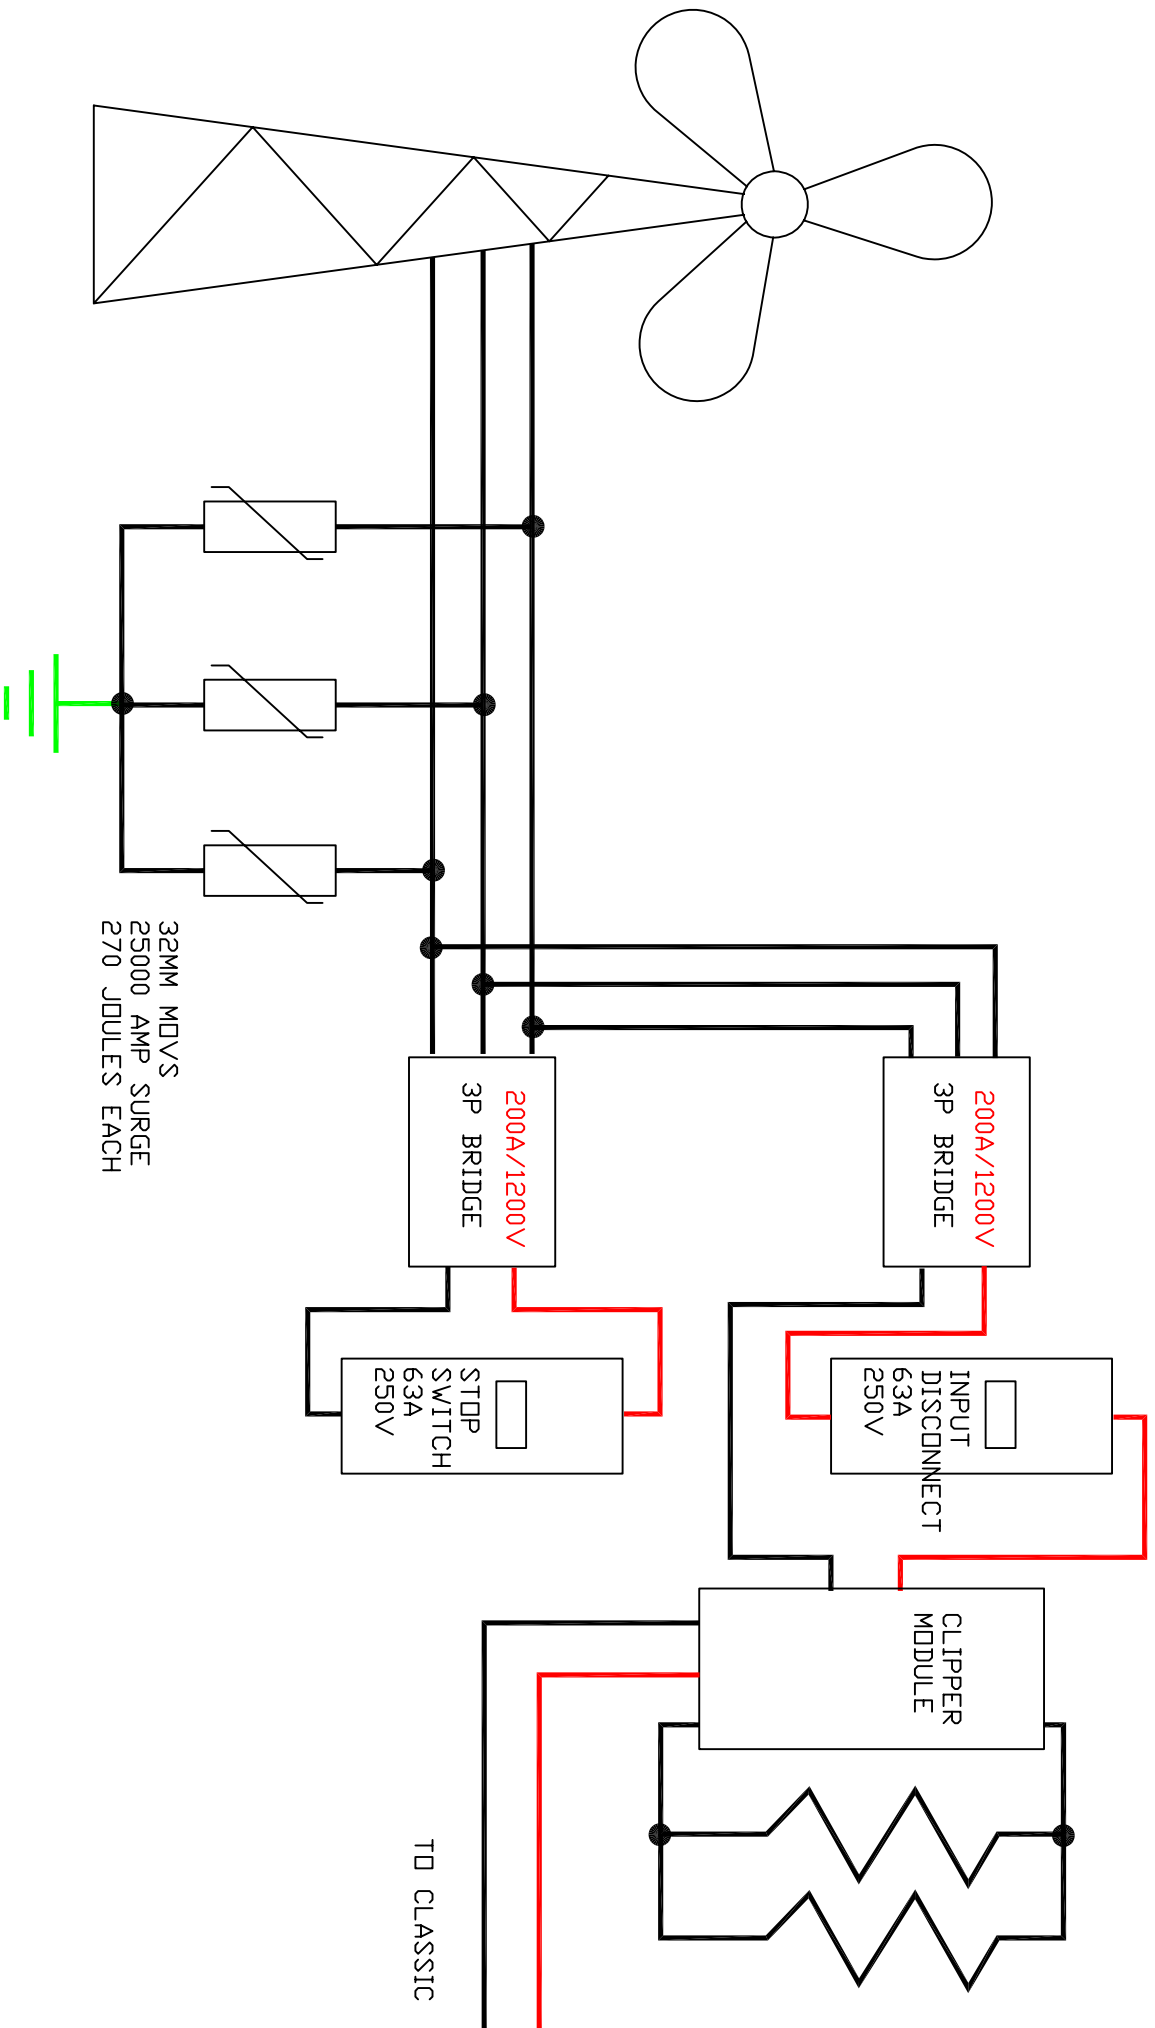 200A/1200V
3P BRIDGE
INPUT
DISCONNECT
63A
250V
CLIPPER
MODULE
200A/1200V
3P BRIDGE
STOP
SWITCH
63A
250V
TO CLASSIC
32MM MOVS
25000 AMP SURGE
270 JOULES EACH